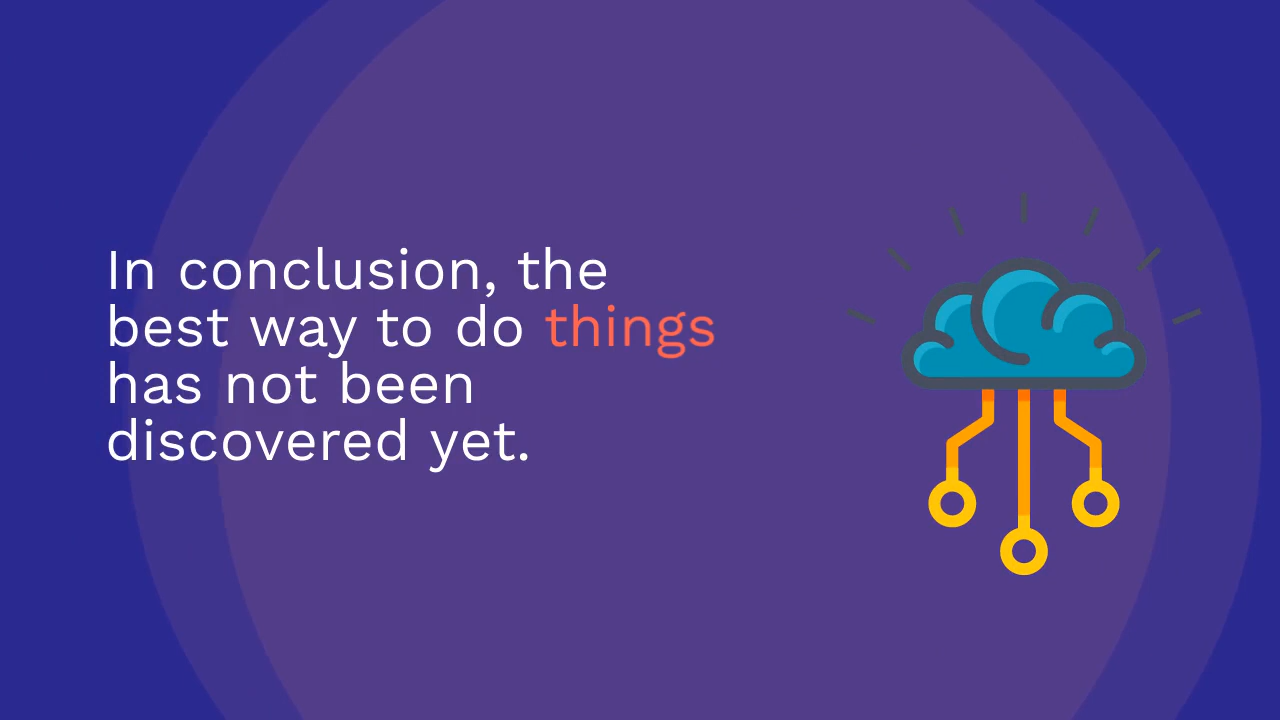 In conclusion, the
best way to do things
has not been
discovered yet.